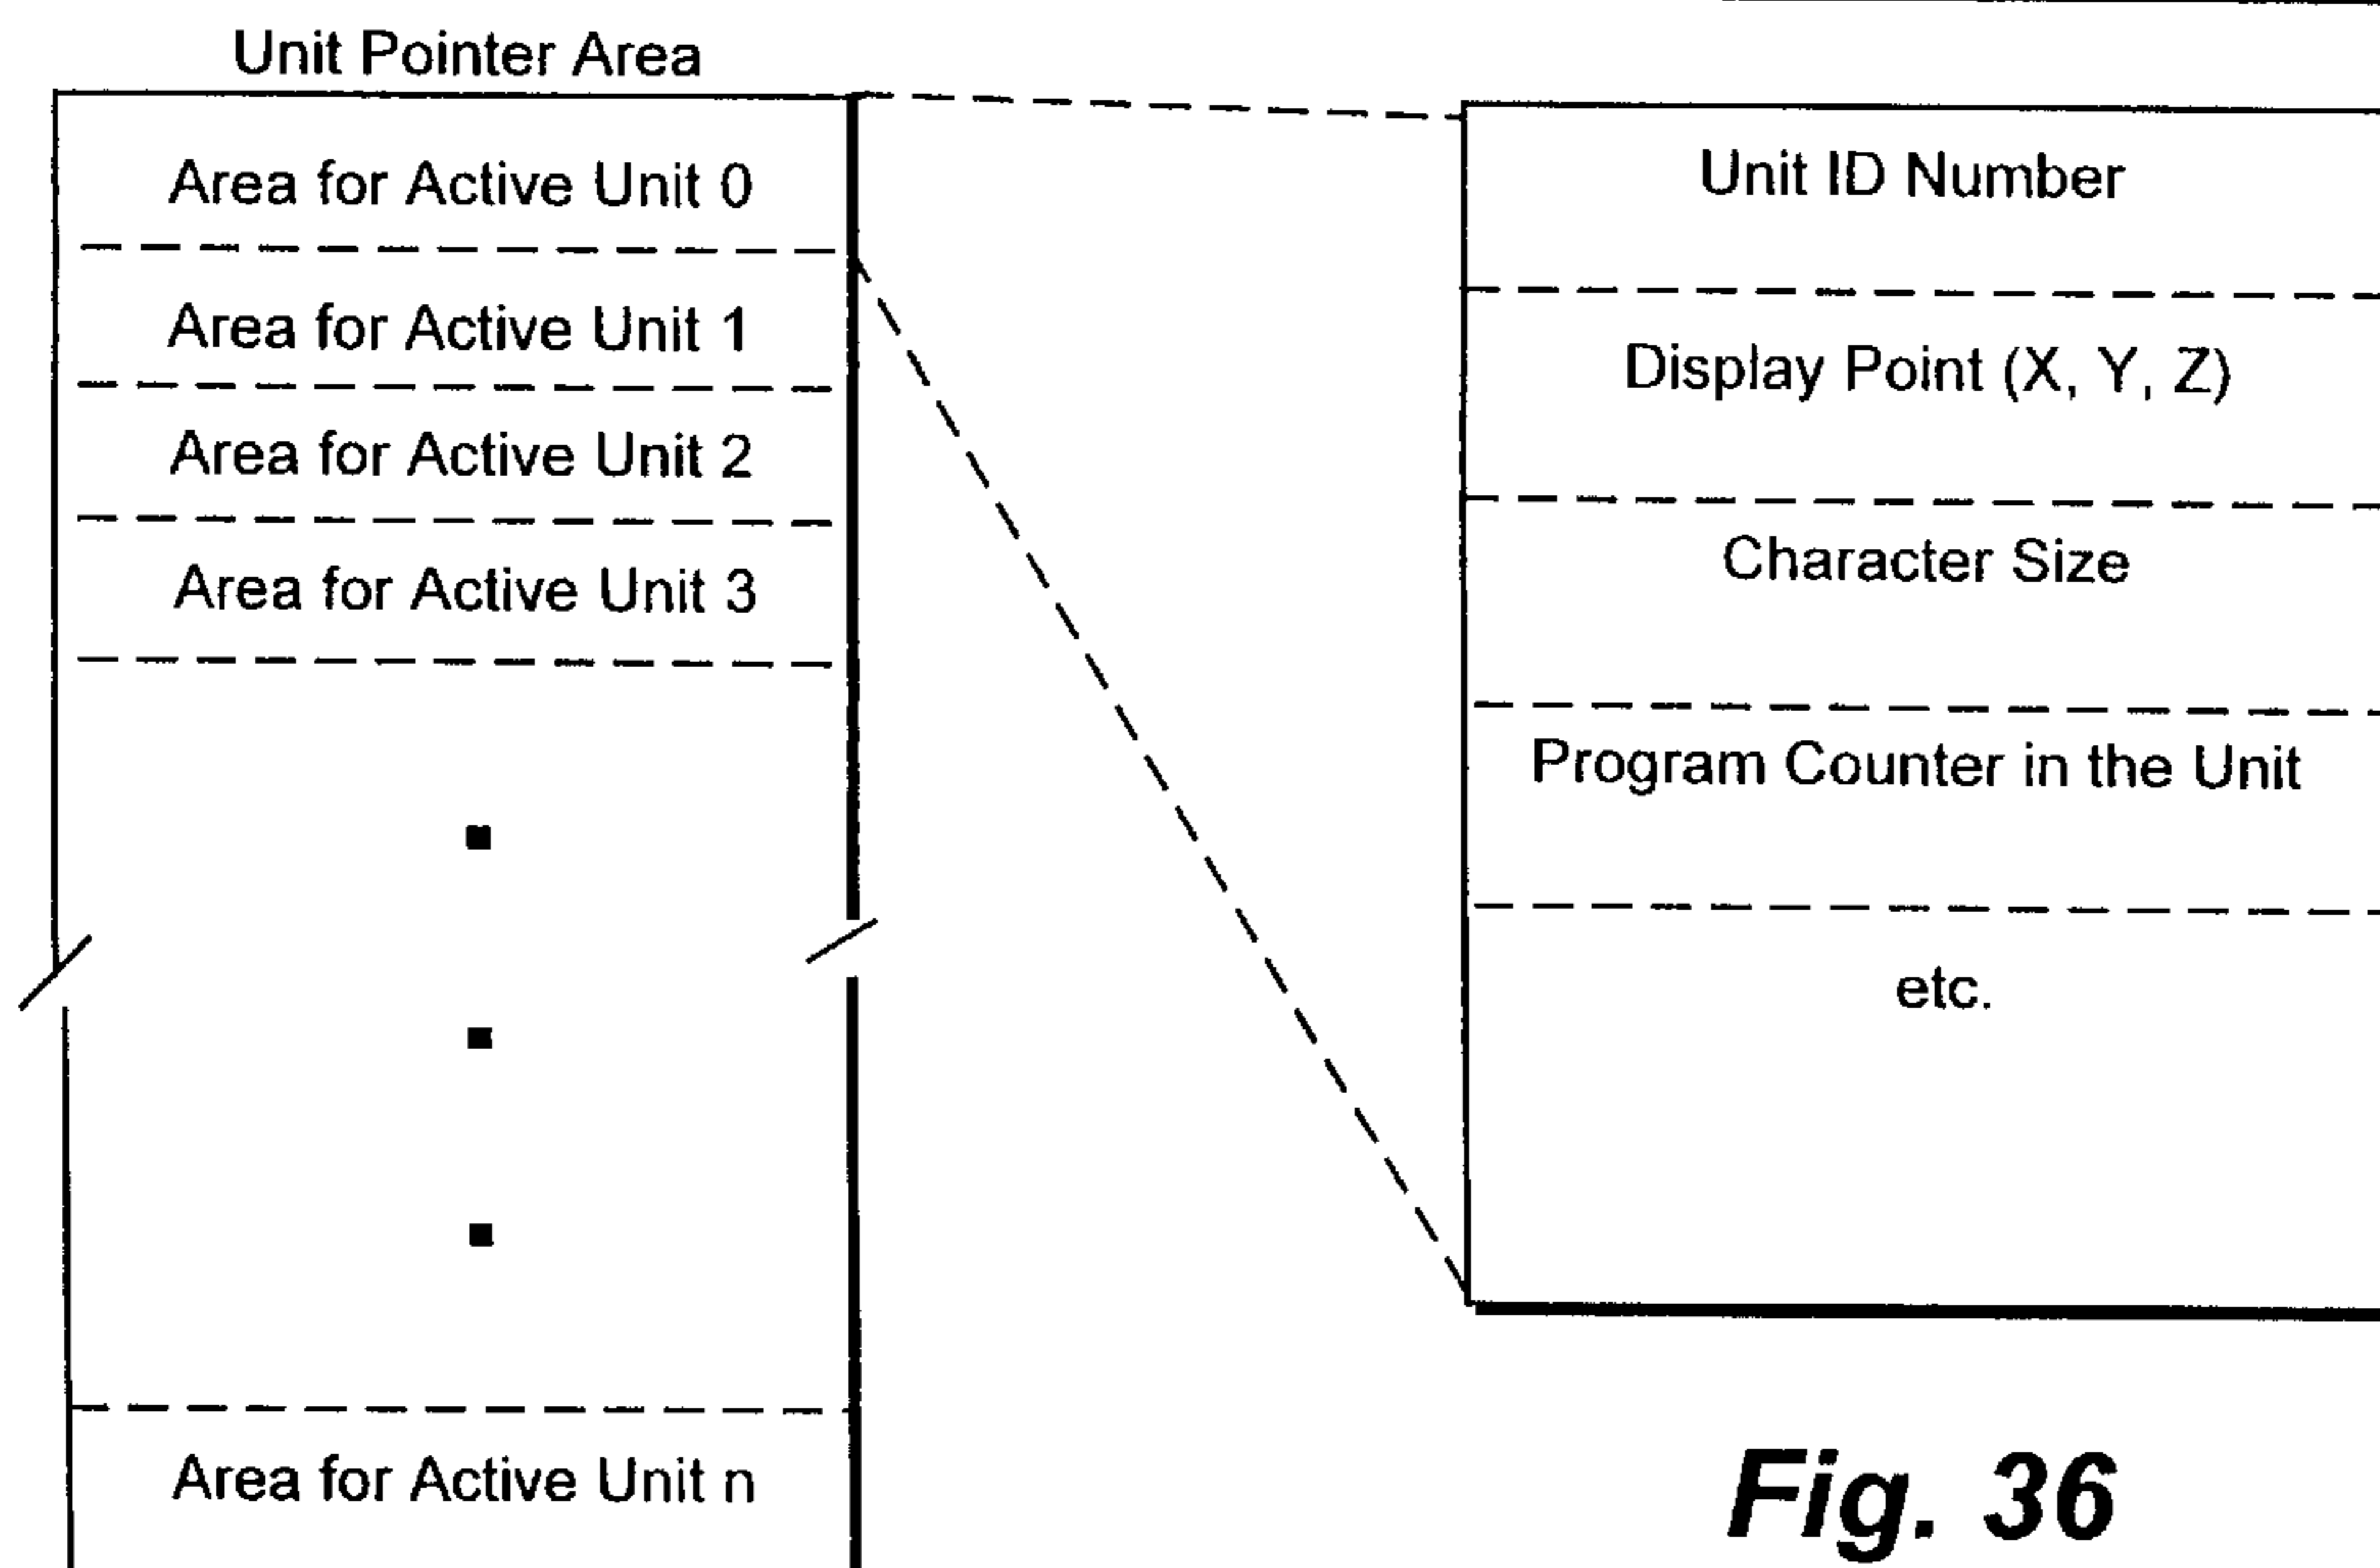 Unit Pointer Area
Area for Active Unit 0
Area for Active Unit 1
Area for Active Unit 2
Area for Active Unit 3
Area for Active Unit n
Unit ID Number
Display Point (X, Y, Z)
Character Size
Program Counter in the Unit
etc.
Fig. 36